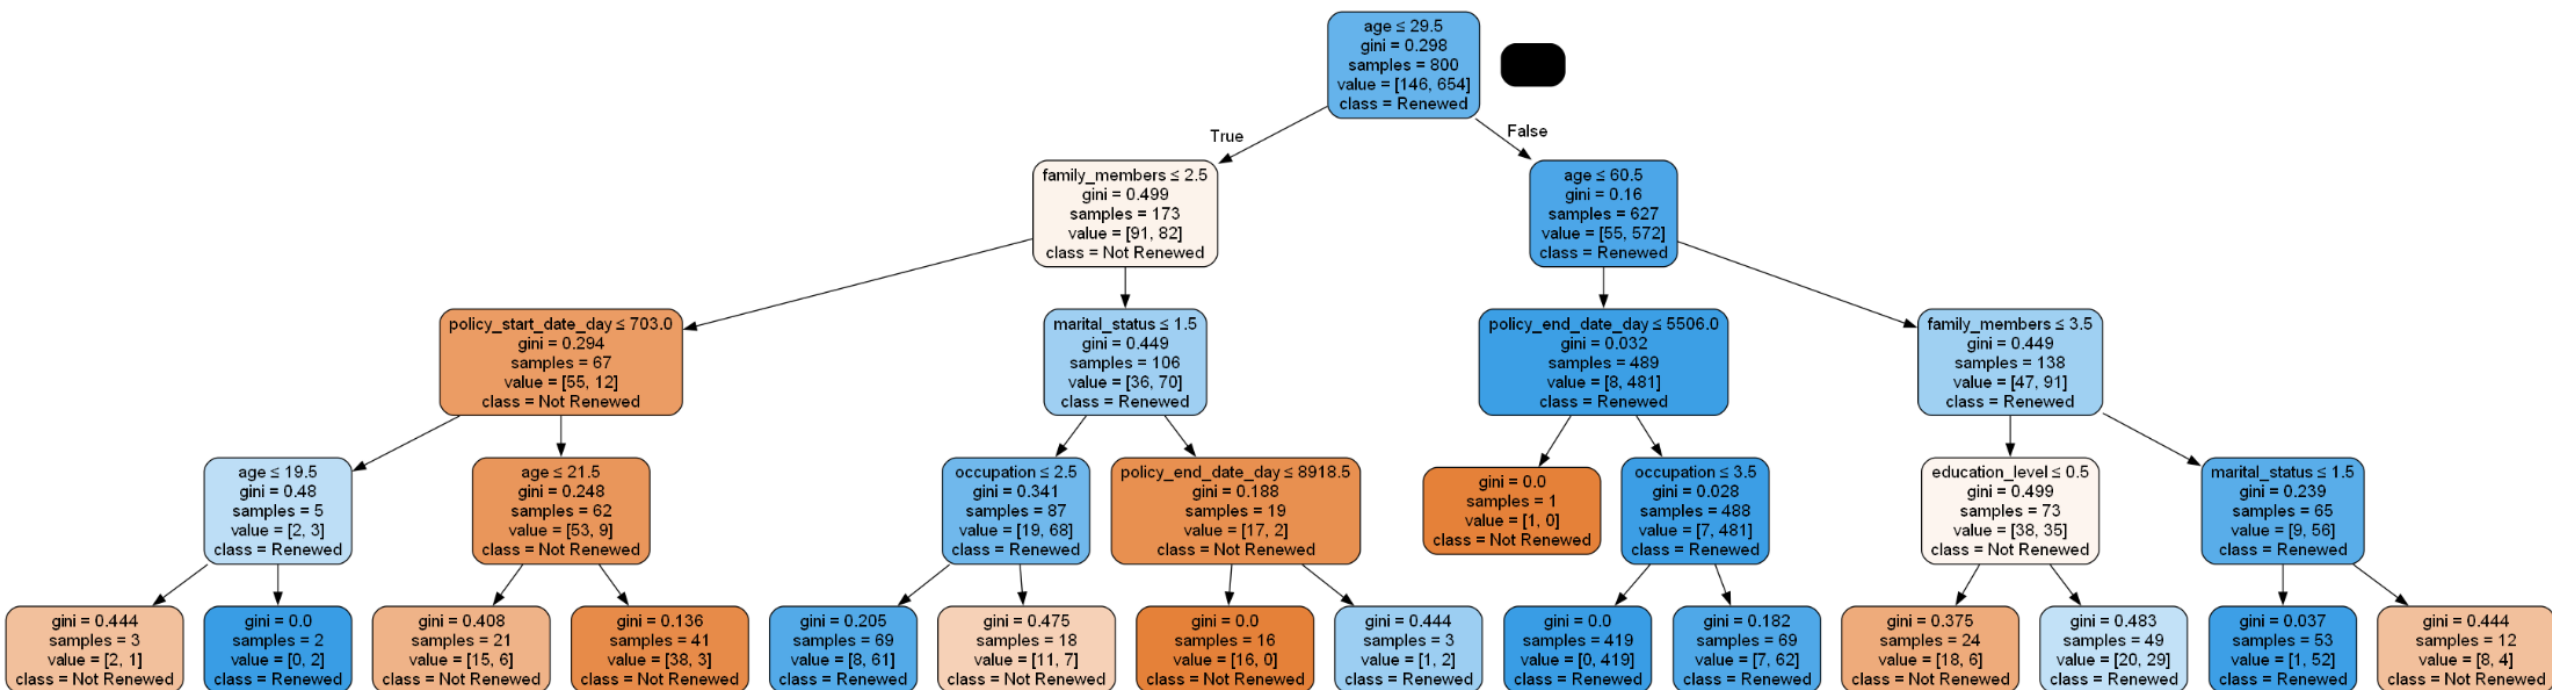 age ≤ 29.5
gini = 0.298
samples = 800
value = [146, 654]
class = Renewed
True
False
family_members ≤ 2.5
gini = 0.499
samples = 173
value = [91, 82]
class = Not Renewed
age ≤ 60.5
gini = 0.16
samples = 627
value = [55, 572]
class = Renewed
policy_start_date_day ≤ 703.0
gini = 0.294
samples = 67
value = [55, 12]
class = Not Renewed
marital_status ≤ 1.5
gini = 0.449
samples = 106
value = [36, 70]
class = Renewed
policy_end_date_day ≤ 5506.0
gini = 0.032
samples = 489
value = [8, 481]
class = Renewed
family_members ≤ 3.5
gini = 0.449
samples = 138
value = [47, 91]
class = Renewed
age ≤ 19.5
gini = 0.48
samples = 5
value = [2, 3]
class = Renewed
age ≤ 21.5
gini = 0.248
samples = 62
value = [53, 9]
class = Not Renewed
occupation ≤ 2.5
gini = 0.341
samples = 87
value = [19, 68]
class = Renewed
policy_end_date_day ≤ 8918.5
gini = 0.188
samples = 19
value = [17, 2]
class = Not Renewed
gini = 0.0
samples = 1
value = [1, 0]
class = Not Renewed
occupation ≤ 3.5
gini = 0.028
samples = 488
value = [7, 481]
class = Renewed
education_level ≤ 0.5
gini = 0.499
samples = 73
value = [38, 35]
class = Not Renewed
marital_status ≤ 1.5
gini = 0.239
samples = 65
value = [9, 56]
class = Renewed
gini = 0.444
samples = 3
value = [2, 1]
class = Not Renewed
gini = 0.0
samples = 2
value = [0, 2]
class = Renewed
gini = 0.408
samples = 21
value = [15, 6]
class = Not Renewed
gini = 0.136
samples = 41
value = [38, 3]
class = Not Renewed
gini = 0.205
samples = 69
value = [8, 61]
class = Renewed
gini = 0.475
samples = 18
value = [11, 7]
class = Not Renewed
gini = 0.0
samples = 16
value = [16, 0]
class = Not Renewed
gini = 0.444
samples = 3
value = [1, 2]
class = Renewed
gini = 0.0
samples = 419
value = [0, 419]
class = Renewed
gini = 0.182
samples = 69
value = [7, 62]
class = Renewed
gini = 0.375
samples = 24
value = [18, 6]
class = Not Renewed
gini = 0.483
samples = 49
value = [20, 29]
class = Renewed
gini = 0.037
samples = 53
value = [1, 52]
class = Renewed
gini = 0.444
samples = 12
value = [8, 4]
class = Not Renewed